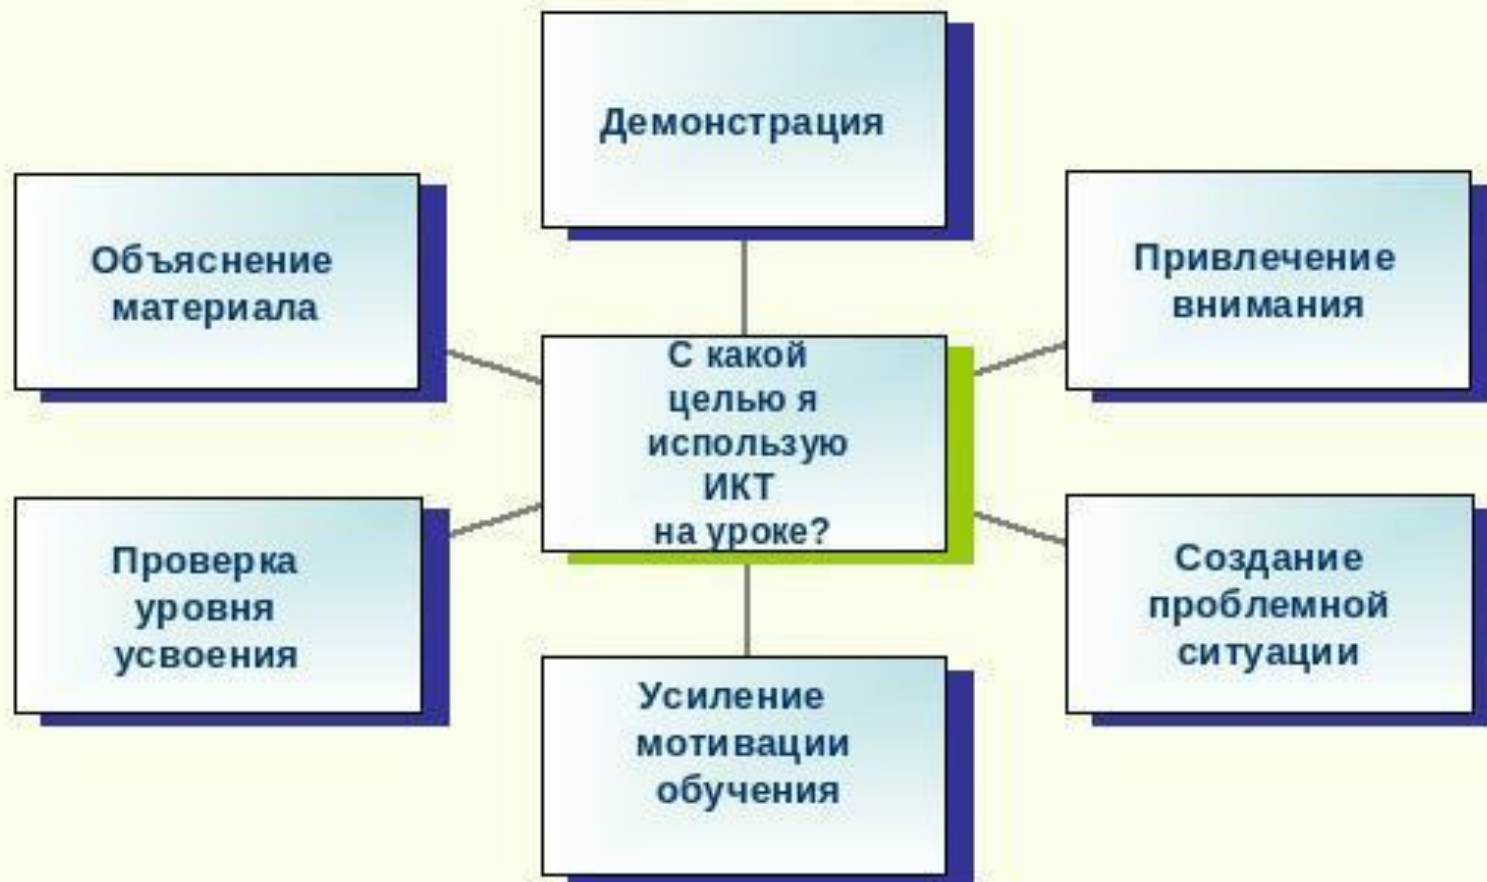 Демонстрация
Объяснение
материала
Привлечение
внимания
С какой
целью я
использую
ИКТ
на уроке?
Проверка
уровня
усвоения
Создание
проблемной
ситуации
Усиление
мотивации
обучения